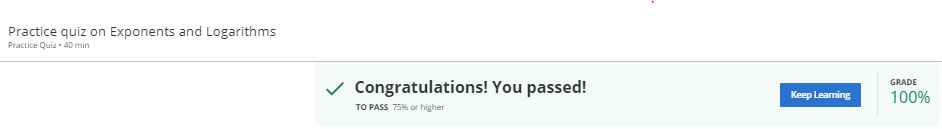 Practice quiz on Exponents and Logarithms
Practice Quiz • 40 min
Congratulations! You passed!
TO PASS 75% or higher
Keep Learning
GRADE
100%